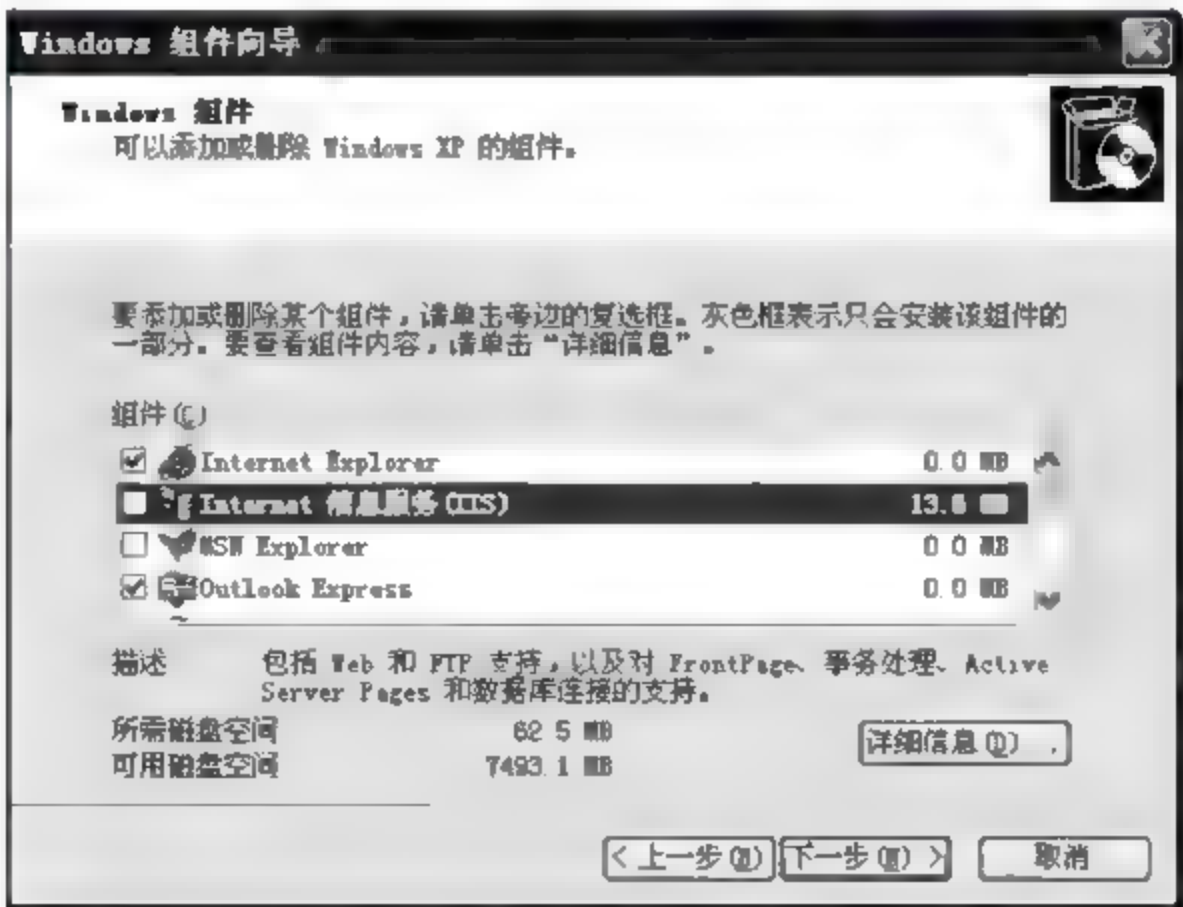 Windows 组件向导
Windows 组件
可以添加或删除 Windows XP 的组件。
要添加或删除某个组件，请单击旁边的复选框。灰色框表示只会安装该组件的
一部分。要查看组件内容，请单击“详细信息”。
组件(C)
Internet Explorer 0.0 MB
Internet 信息服务(IIS) 13.6 MB
MSN Explorer 0.0 MB
Outlook Express 0.0 MB
描述 包括 Web 和 FTP 支持，以及对 FrontPage、事务处理、Active
Server Pages 和数据库连接的支持。
所需磁盘空间 62.5 MB
可用磁盘空间 7493.1 MB
详细信息(D)
< 上一步(B) 下一步(N) > 取消